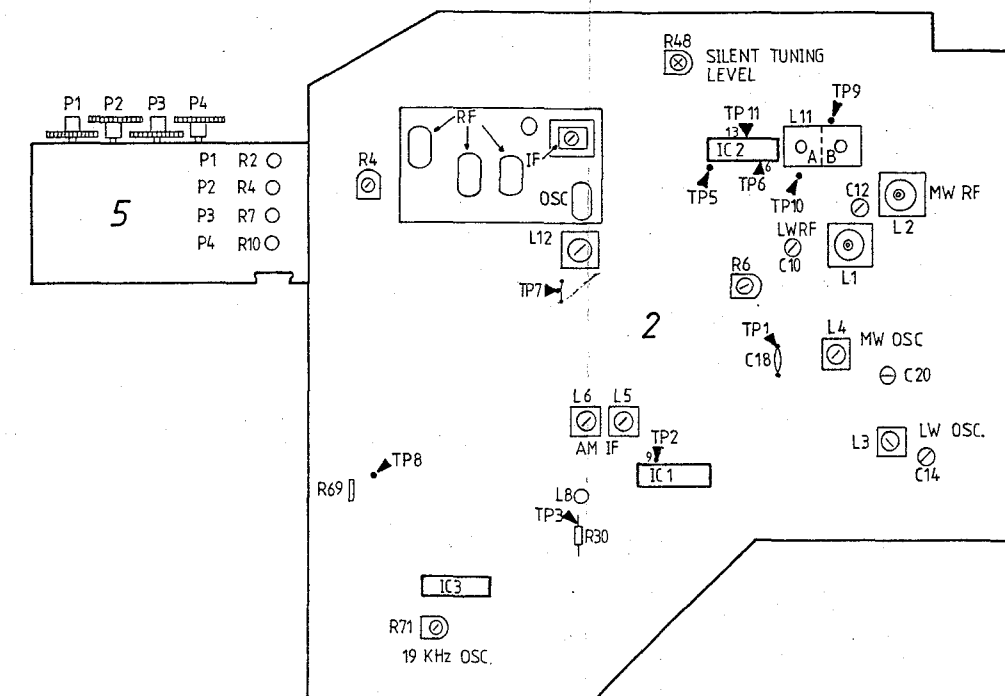 R48
SILENT TUNING
LEVEL
P1 P2 P3 P4
RF
R4
IF
OSC
TP11
13
IC2
6
TP5
TP6
L11
TP9
A B
TP10
C12
MW RF
L2
LWRF
C10
L1
P1 R2
P2 R4
P3 R7
P4 R10
5
L12
TP7
R6
2
TP1
C18
L4
MW OSC
C20
L6 L5
AM IF
TP2
9
IC1
L3
LW OSC.
C14
TP8
R69
L8
TP3
R30
IC3
R71
19 KHz OSC.